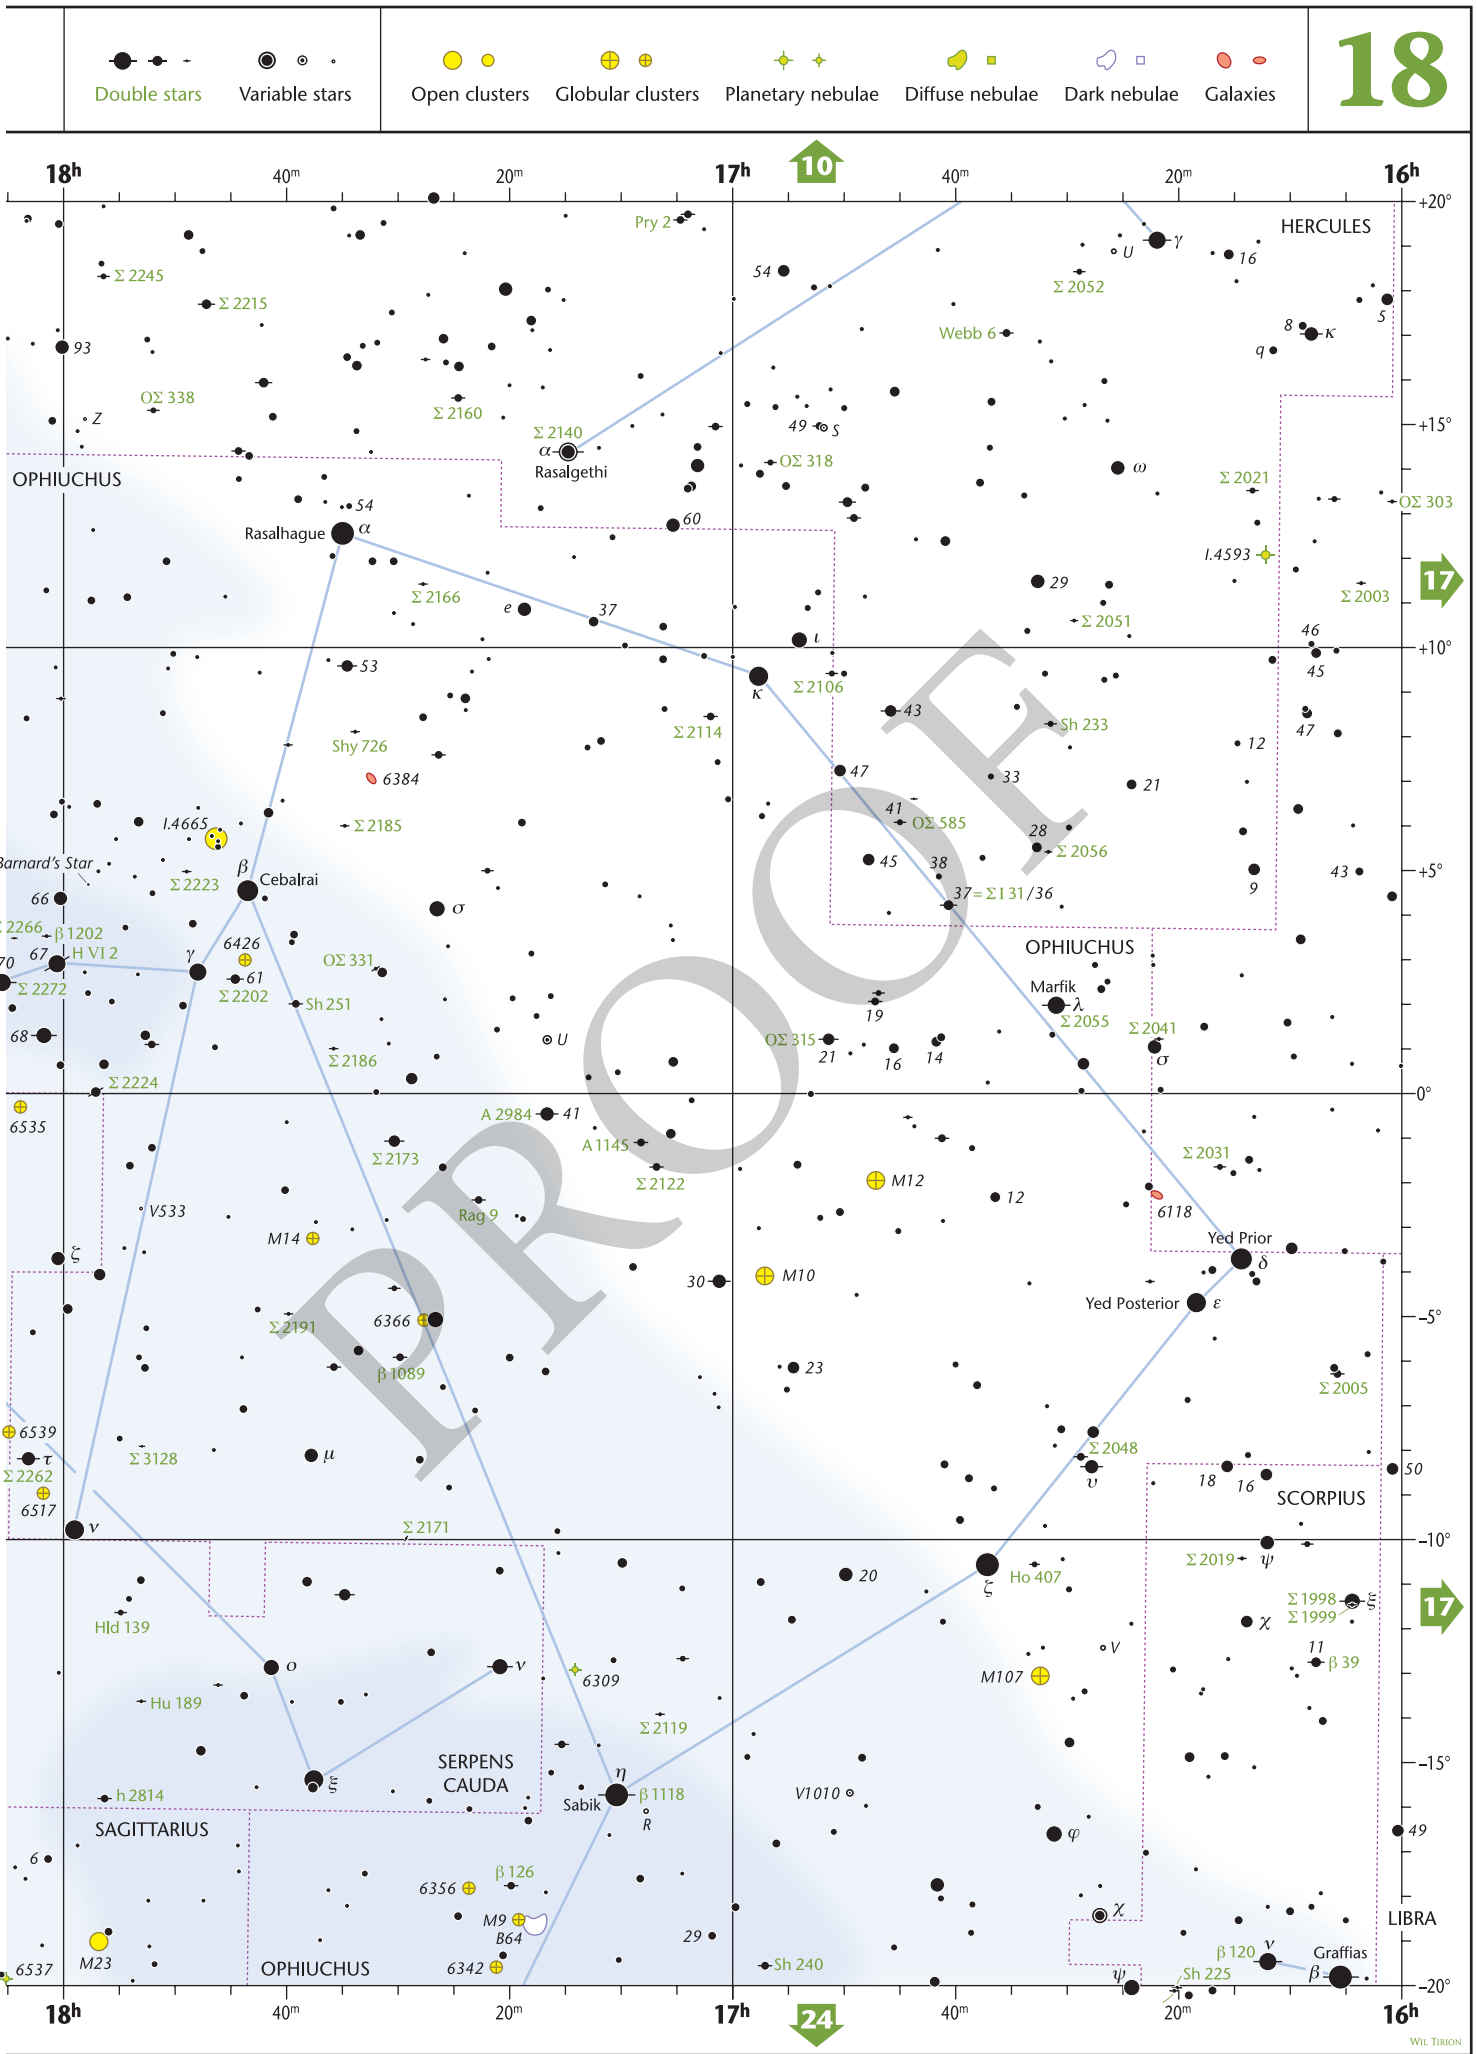 Double stars Variable stars Open clusters Globular clusters Planetary nebulae Diffuse nebulae Dark nebulae Galaxies 18
10
18h 40m 20m 17h 40m 20m 16h
+20°
HERCULES
Pry 2
γ
U
16
54
Σ 2245
Σ 2052
Σ 2215
5
Webb 6
8
κ
93
q
ΟΣ 338
Z
Σ 2160
+15°
49
S
Σ 2140
α
Rasalgethi
ΟΣ 318
ω
OPHIUCHUS
Σ 2021
ΟΣ 303
54
60
Rasalhague α
I.4593
17
29
Σ 2166
Σ 2003
e
37
Σ 2051
ι
46
+10°
53
45
κ
Σ 2106
43
Sh 233
Σ 2114
47
Shy 726
12
6384
47
33
21
41
I.4665
Σ 2185
ΟΣ 585
28
Σ 2056
Barnard's Star
β
Cebalrai
45
38
+5°
Σ 2223
9
43
66
37 = Σ I 31/36
σ
2266
β 1202
6426
OPHIUCHUS
67
H VI 2
γ
ΟΣ 331
70
61
Σ 2272
Σ 2202
Sh 251
Marfik
λ
19
Σ 2055
Σ 2041
68
U
ΟΣ 315
21
16
14
σ
Σ 2186
Σ 2224
0°
6535
A 2984
41
A 1145
Σ 2173
Σ 2031
Σ 2122
M12
12
V533
Rag 9
6118
M14
Yed Prior
ζ
δ
30
M10
Yed Posterior
ε
−5°
Σ 2191
6366
23
β 1089
Σ 2005
6539
μ
Σ 2048
τ
Σ 3128
υ
18
16
50
Σ 2262
SCORPIUS
6517
ν
Σ 2171
−10°
ψ
Σ 2019
20
Ho 407
ζ
Σ 1998
ξ
Σ 1999
17
Hld 139
χ
11
V
β 39
ο
ν
6309
M107
Hu 189
Σ 2119
SERPENS
CAUDA
−15°
ξ
η
h 2814
Sabik
β 1118
V1010
R
SAGITTARIUS
φ
49
6
β 126
6356
M9
χ
B64
LIBRA
29
M23
ν
Graffias
β 120
6537
OPHIUCHUS
6342
Sh 240
ψ
Sh 225
β
−20°
18h 40m 20m 17h 40m 20m 16h
24
WIL TIRION
PROOF